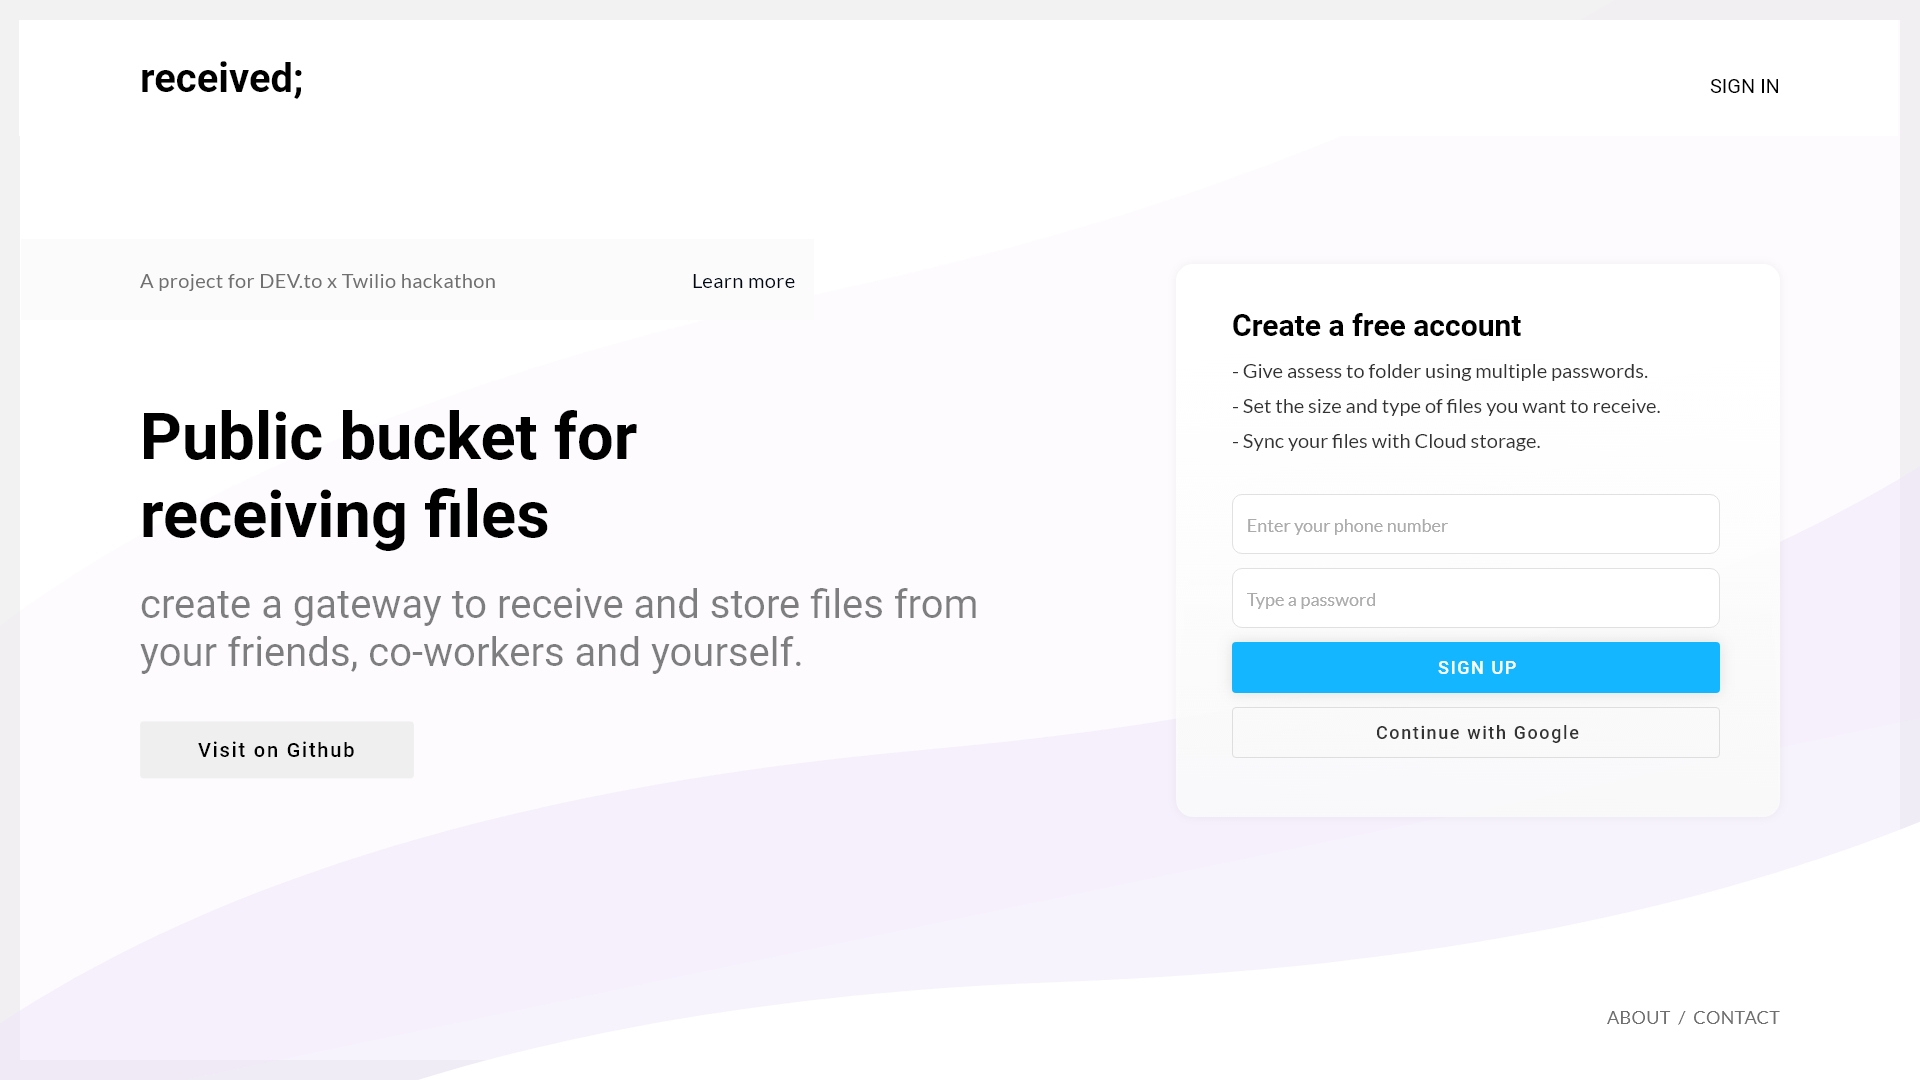 received;
SIGN IN
A project for DEV.to x Twilio hackathon
Learn more
Public bucket for
receiving files
create a gateway to receive and store files from
your friends, co-workers and yourself.
Visit on Github
Create a free account
- Give assess to folder using multiple passwords.
- Set the size and type of files you want to receive.
- Sync your files with Cloud storage.
Enter your phone number
Type a password
SIGN UP
Continue with Google
ABOUT / CONTACT